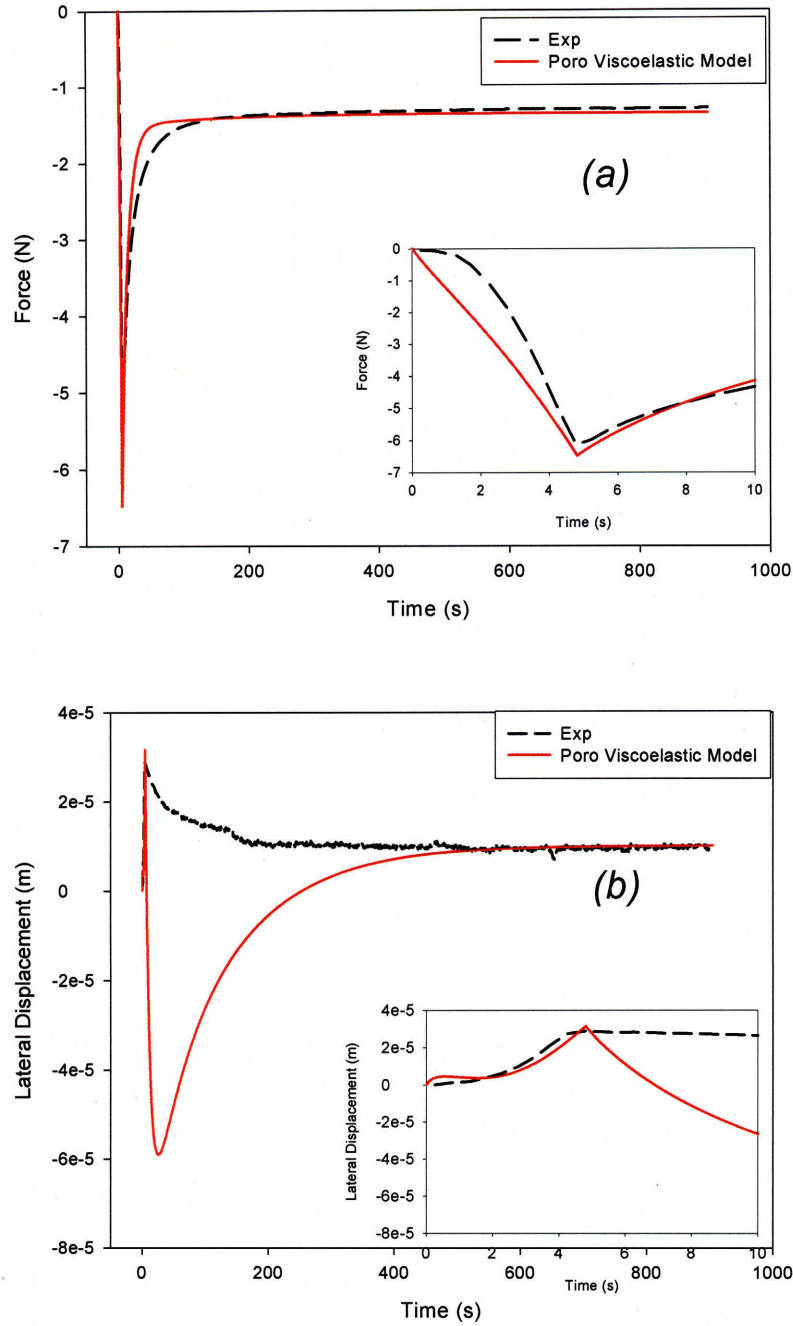 0
-1
-2
-3
-4
-5
-6
-7
Force (N)
Exp
Poro Viscoelastic Model
(a)
0
-1
-2
-3
-4
-5
-6
-7
Force (N)
0 2 4 6 8 10
Time (s)
0 200 400 600 800 1000
Time (s)
4e-5
2e-5
0
-2e-5
-4e-5
-6e-5
-8e-5
Lateral Displacement (m)
Exp
Poro Viscoelastic Model
(b)
4e-5
2e-5
0
-2e-5
-4e-5
-6e-5
-8e-5
Lateral Displacement (m)
0 2 4 6 8 10
Time (s)
0 200 400 600 800 1000
Time (s)